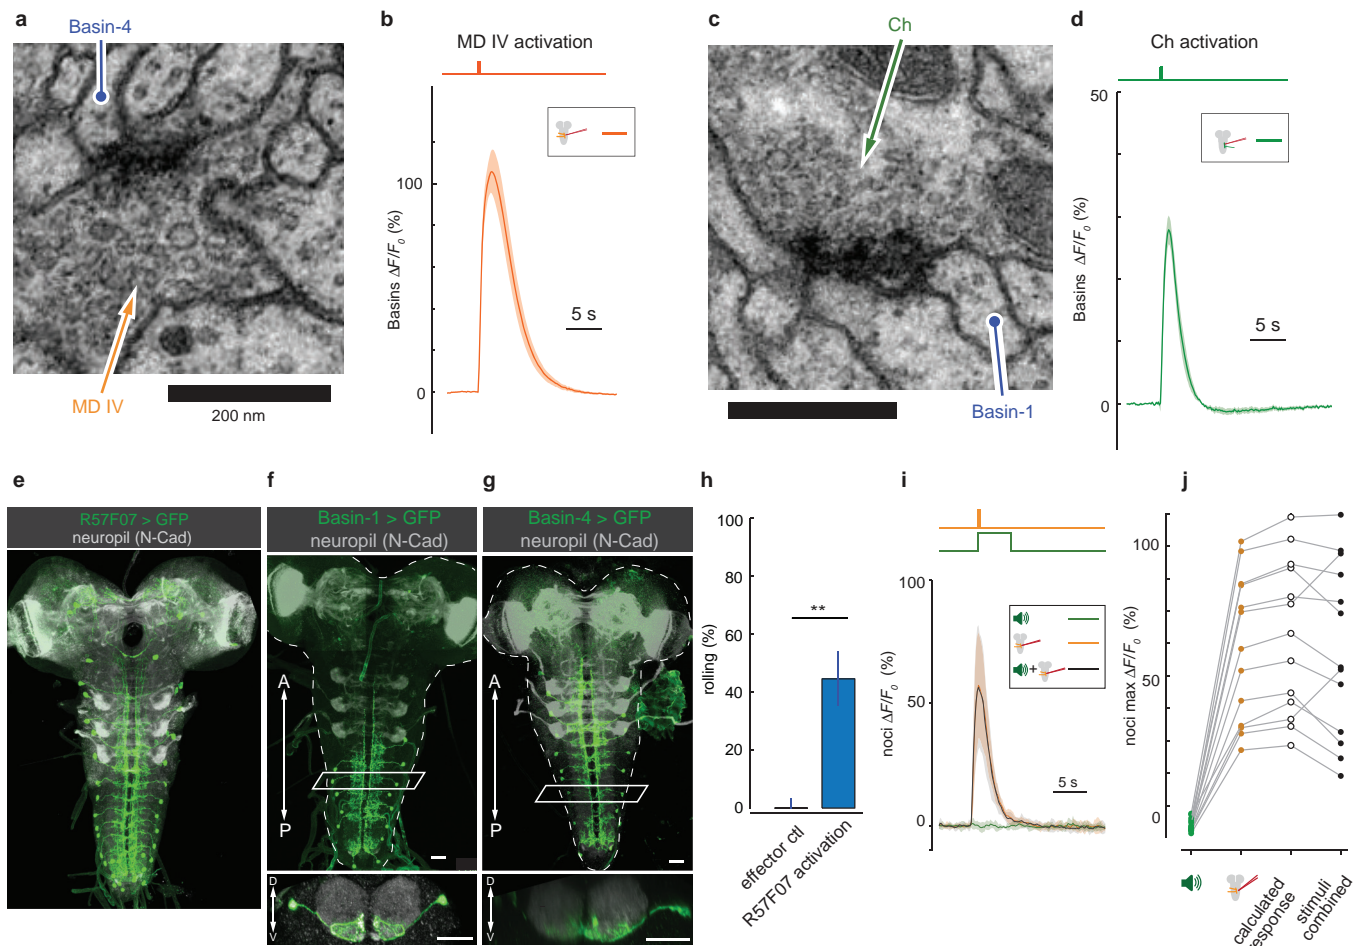 a
Basin-4
MD IV
200 nm
b
MD IV activation
Basins ΔF/F0 (%)
100
0
5 s
c
Ch
Basin-1
d
Ch activation
Basins ΔF/F0 (%)
50
0
5 s
e
R57F07 > GFP
neuropil (N-Cad)
f
Basin-1 > GFP
neuropil (N-Cad)
A
P
D
V
g
Basin-4 > GFP
neuropil (N-Cad)
A
P
D
V
h
rolling (%)
100
80
60
40
20
0
**
effector ctl
R57F07 activation
i
noci ΔF/F0 (%)
100
50
0
+
5 s
j
noci max ΔF/F0 (%)
100
50
0
calculated
response
stimuli
combined